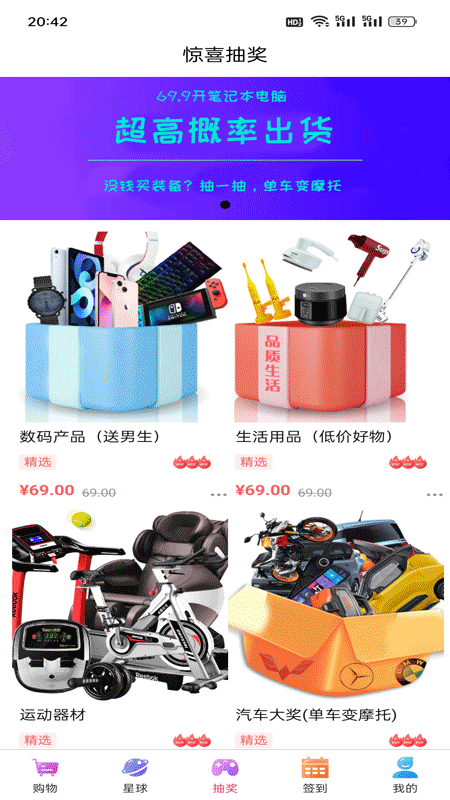 20:42
HD
5G
5G
39
惊喜抽奖
69.9开笔记本电脑
超高概率出货
没钱买装备？抽一抽，单车变摩托
品质生活
数码产品（送男生）
生活用品（低价好物）
精选
精选
¥69.00 69.00
¥69.00 69.00
Reebok
BMW
运动器材
汽车大奖(单车变摩托)
精选
精选
购物
星球
抽奖
签到
我的